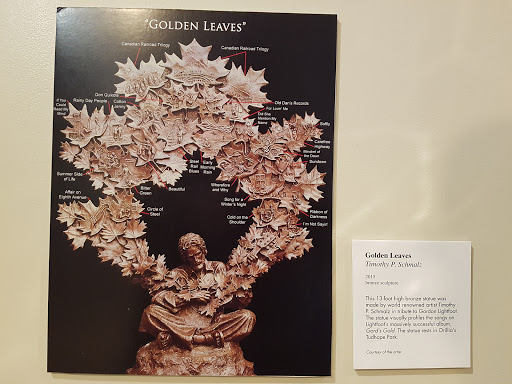 "GOLDEN LEAVES"
Canadian Railroad Trilogy
Canadian Railroad Trilogy
Don Quixote
If You
Could
Read My
Mind
Rainy Day People
Cotton
Jenny
Old Dan's Records
For Lovin' Me
Did She
Mention My
Name
Softly
Carefree
Highway
Minstrel of
the Dawn
Sundown
Summer Side
of Life
Affair on
Eighth Avenue
Bitter
Green
Beautiful
Steel
Rail
Blues
Early
Morning
Rain
Wherefore
and Why
Song for a
Winter's Night
Circle of
Steel
Cold on the
Shoulder
Ribbon of
Darkness
I'm Not Sayin'
Golden Leaves
Timothy P. Schmalz
2015
bronze sculpture
This 13 foot high bronze statue was
made by world renowned artist Timothy
P. Schmalz in tribute to Gordon Lightfoot.
The statue visually profiles the songs on
Lightfoot's massively successful album,
Gord's Gold. The statue rests in Orillia's
Tudhope Park.
Courtesy of the artist